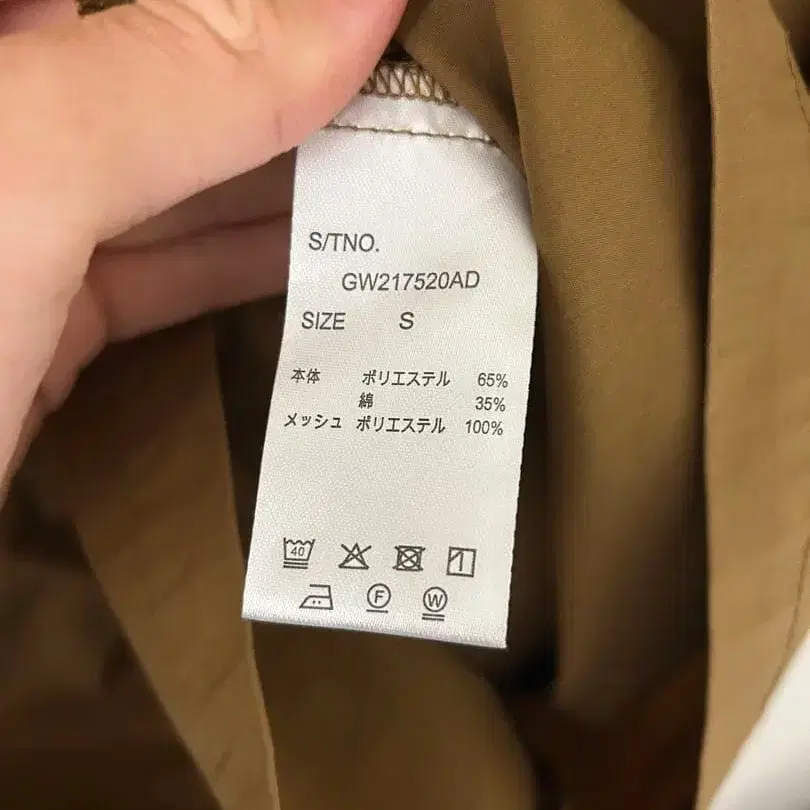 S/TNO.
GW217520AD
SIZE S
本体 ポリエステル 65%
綿 35%
メッシュ ポリエステル 100%
40
F W